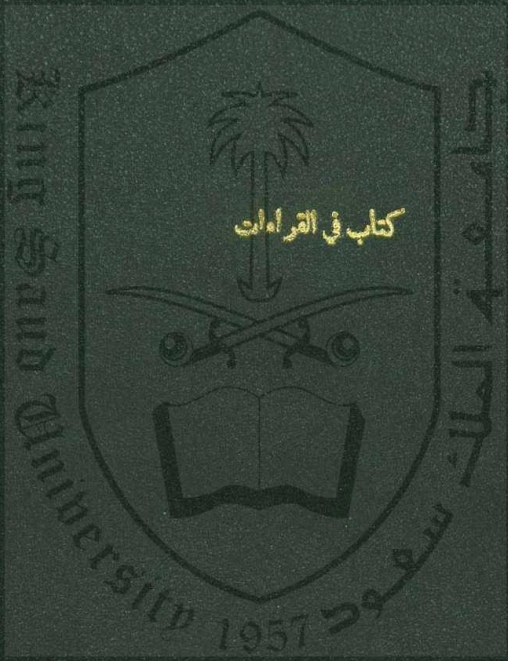 كتاب في القراءات
King Saud University 1957
جامعة الملك سعود